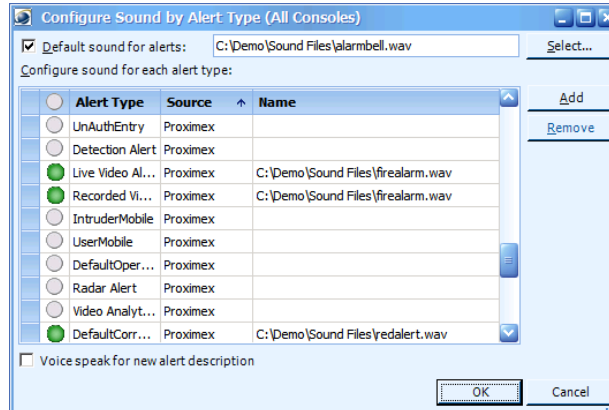 Configure Sound by Alert Type (All Consoles)
Default sound for alerts: C:\Demo\Sound Files\alarmbell.wav Select...
Configure sound for each alert type:
Alert Type Source Name Add
UnAuthEntry Proximex Remove
Detection Alert Proximex
Live Video Al... Proximex C:\Demo\Sound Files\firealarm.wav
Recorded Vi... Proximex C:\Demo\Sound Files\firealarm.wav
IntruderMobile Proximex
UserMobile Proximex
DefaultOper... Proximex
Radar Alert Proximex
Video Analyt... Proximex
DefaultCorr... Proximex C:\Demo\Sound Files\redalert.wav
Voice speak for new alert description
OK Cancel